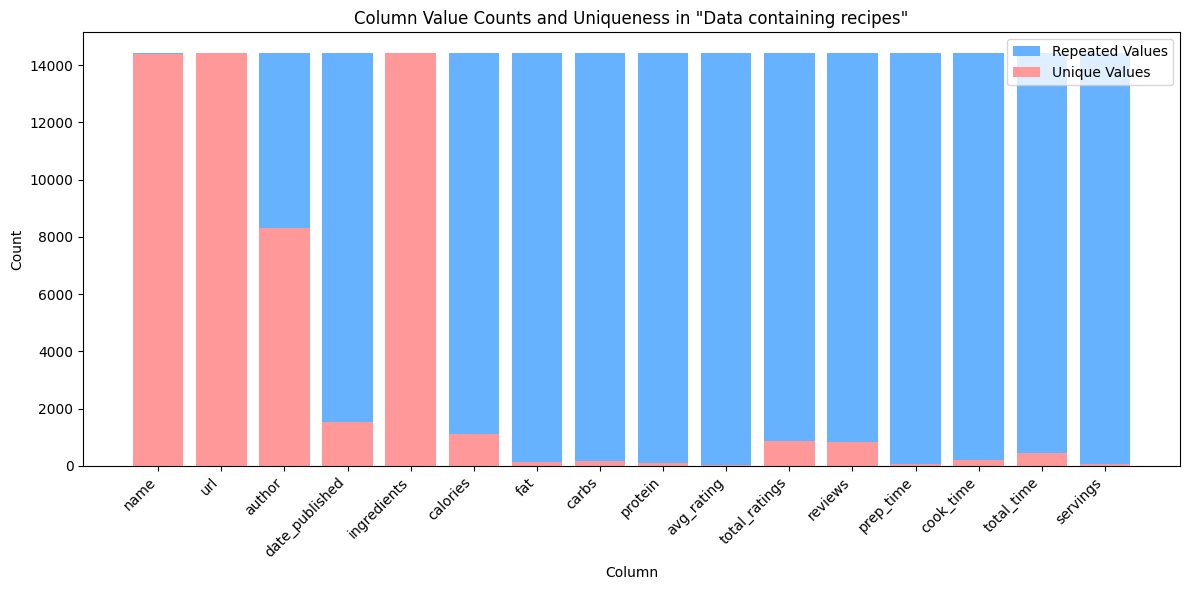 Column Value Counts and Uniqueness in "Data containing recipes"
Repeated Values
Unique Values
Count
14000
12000
10000
8000
6000
4000
2000
0
name
url
author
date_published
ingredients
calories
fat
carbs
protein
avg_rating
total_ratings
reviews
prep_time
cook_time
total_time
servings
Column